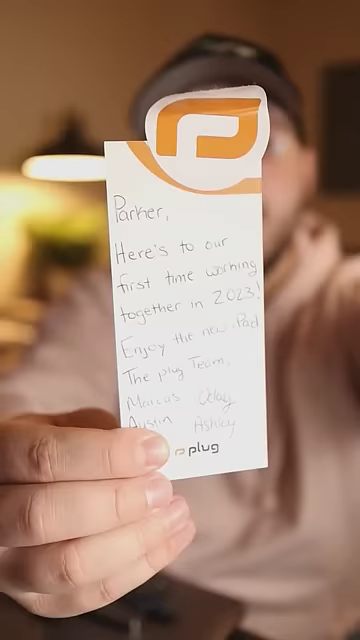 Parker,
Here's to our
first time working
together in 2023!
Enjoy the new iPad
The plug Team,
Marcus Clay
Austin Ashley
plug